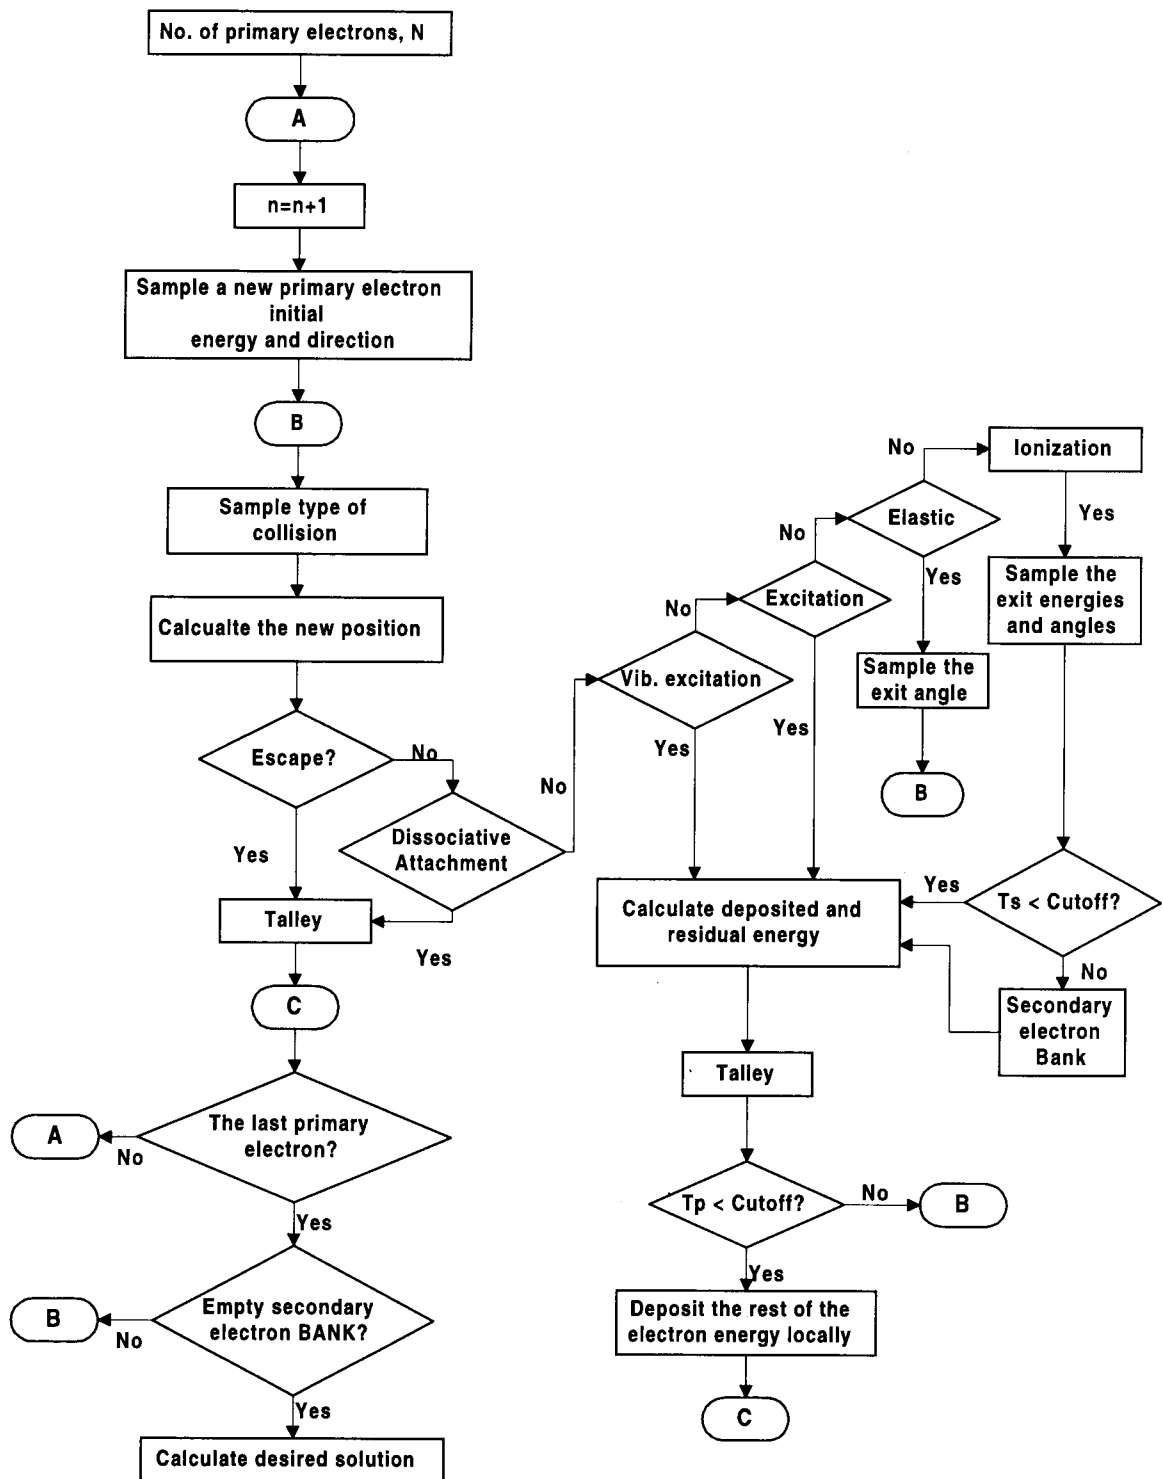 No. of primary electrons, N
A
n=n+1
Sample a new primary electron
initial
energy and direction
B
Sample type of
collision
Calcualte the new position
Escape?
No
Yes
Dissociative
Attachment
No
Yes
Talley
C
The last primary
electron?
No
A
Yes
Empty secondary
electron BANK?
No
B
Yes
Calculate desired solution
Vib. excitation
No
Yes
Excitation
No
Yes
Elastic
No
Yes
Sample the
exit angle
B
Ionization
Yes
Sample the
exit energies
and angles
Ts < Cutoff?
Yes
No
Secondary
electron
Bank
Calculate deposited and
residual energy
Talley
Tp < Cutoff?
No
B
Yes
Deposit the rest of the
electron energy locally
C